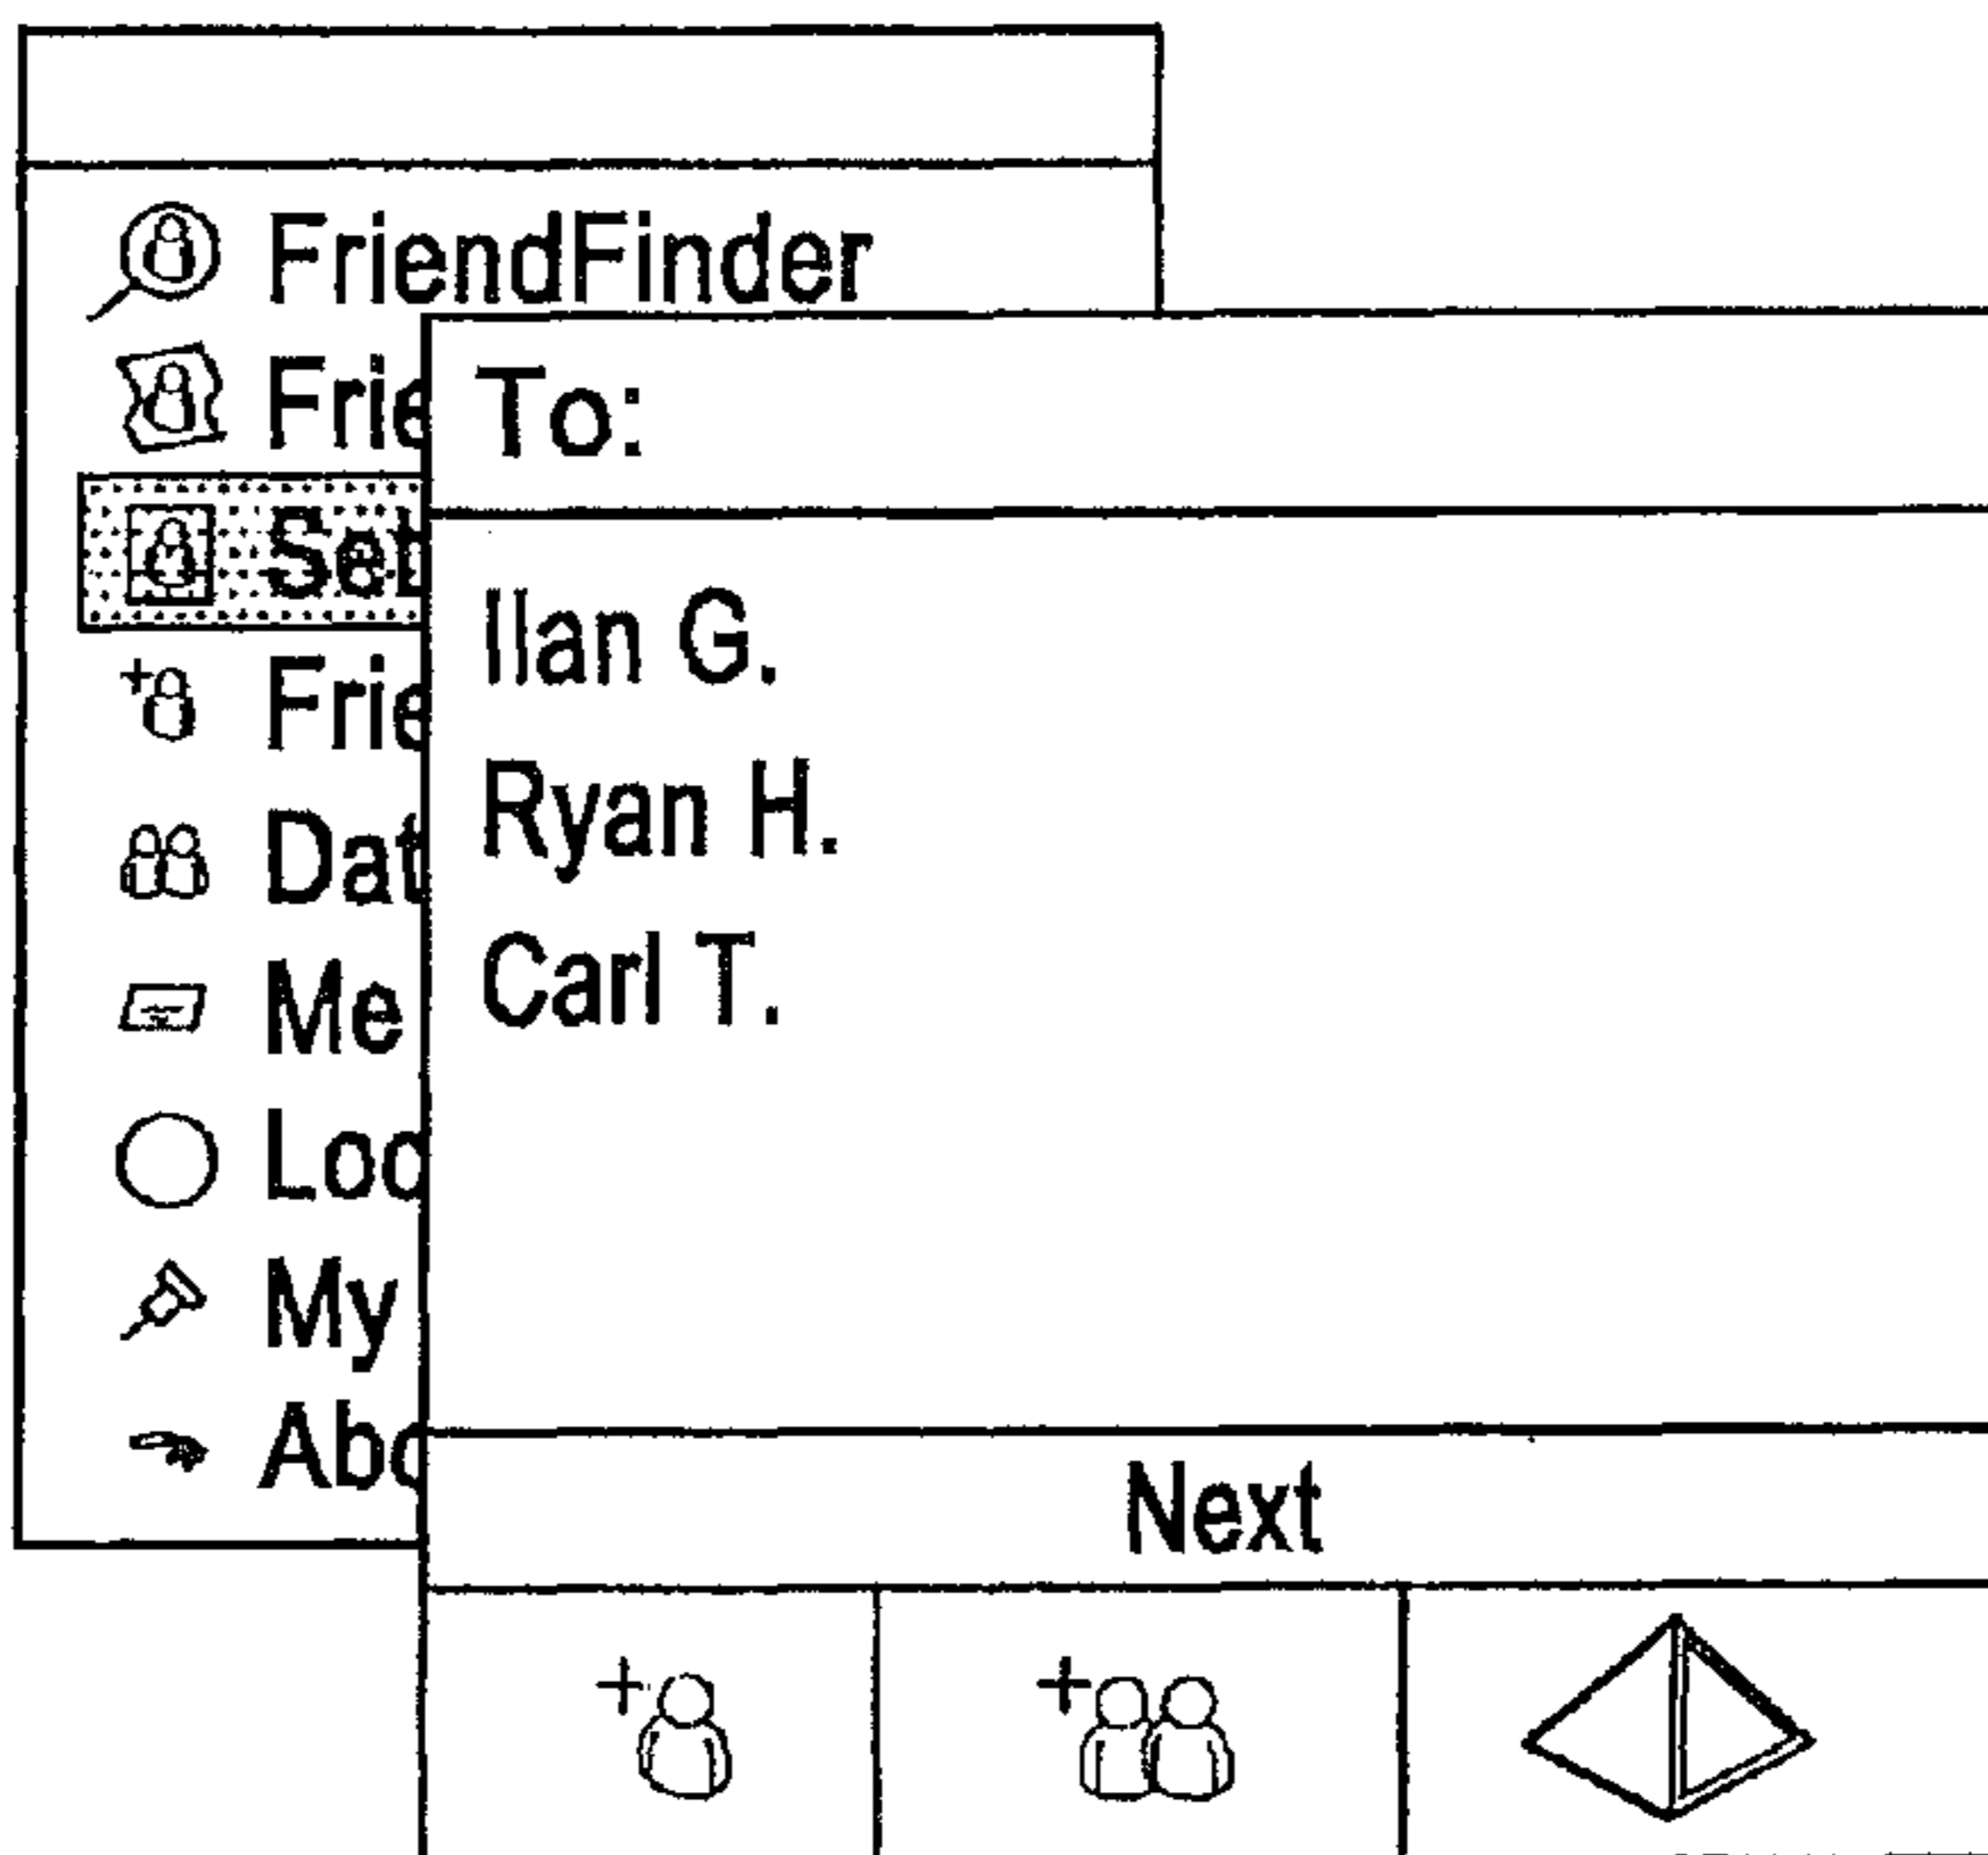 FriendFinder
Frie
Set
Frie
Dat
Me
Loc
My
Abo
To:
Ilan G.
Ryan H.
Carl T.
Next